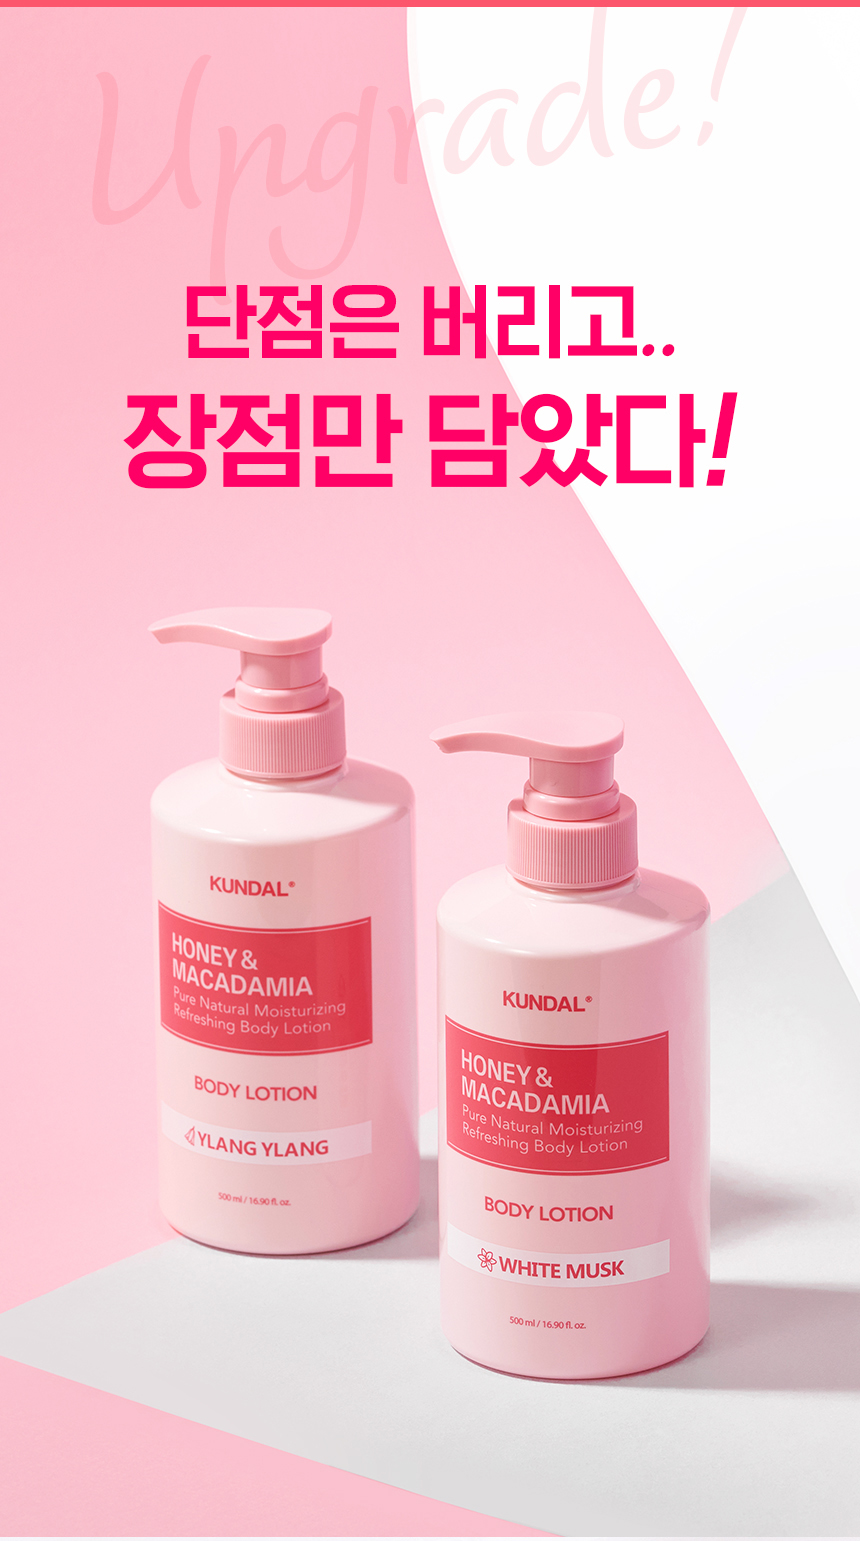 Upgrade!
단점은 버리고..
장점만 담았다!
KUNDAL®
HONEY &
MACADAMIA
Pure Natural Moisturizing
Refreshing Body Lotion
BODY LOTION
YLANG YLANG
500 ml / 16.90 fl. oz.
KUNDAL®
HONEY &
MACADAMIA
Pure Natural Moisturizing
Refreshing Body Lotion
BODY LOTION
WHITE MUSK
500 ml / 16.90 fl. oz.